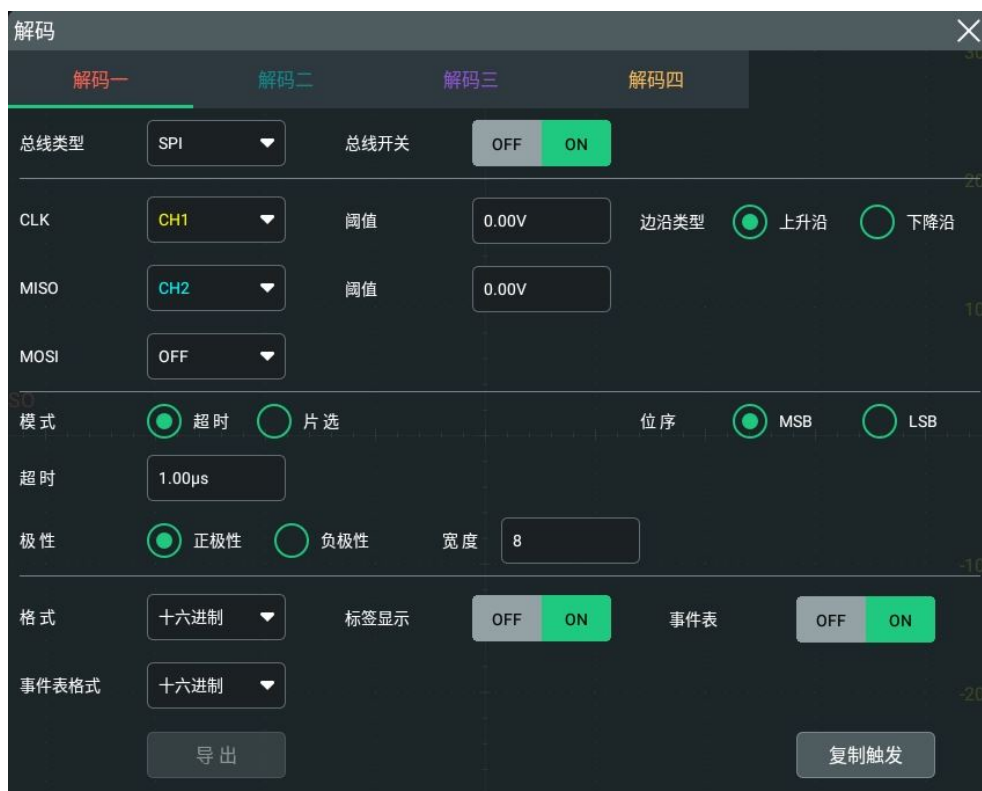 解码
解码一 解码二 解码三 解码四
总线类型 SPI 总线开关 OFF ON
CLK CH1 阈值 0.00V 边沿类型 上升沿 下降沿
MISO CH2 阈值 0.00V
MOSI OFF
模式 超时 片选 位序 MSB LSB
超时 1.00μs
极性 正极性 负极性 宽度 8
格式 十六进制 标签显示 OFF ON 事件表 OFF ON
事件表格式 十六进制
导出 复制触发